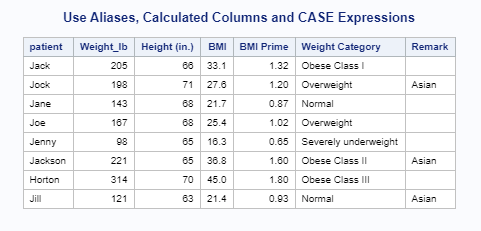 Use Aliases, Calculated Columns and CASE Expressions
patient Weight_lb Height (in.) BMI BMI Prime Weight Category Remark
Jack 205 66 33.1 1.32 Obese Class I
Jock 198 71 27.6 1.20 Overweight Asian
Jane 143 68 21.7 0.87 Normal
Joe 167 68 25.4 1.02 Overweight
Jenny 98 65 16.3 0.65 Severely underweight
Jackson 221 65 36.8 1.60 Obese Class II Asian
Horton 314 70 45.0 1.80 Obese Class III
Jill 121 63 21.4 0.93 Normal Asian